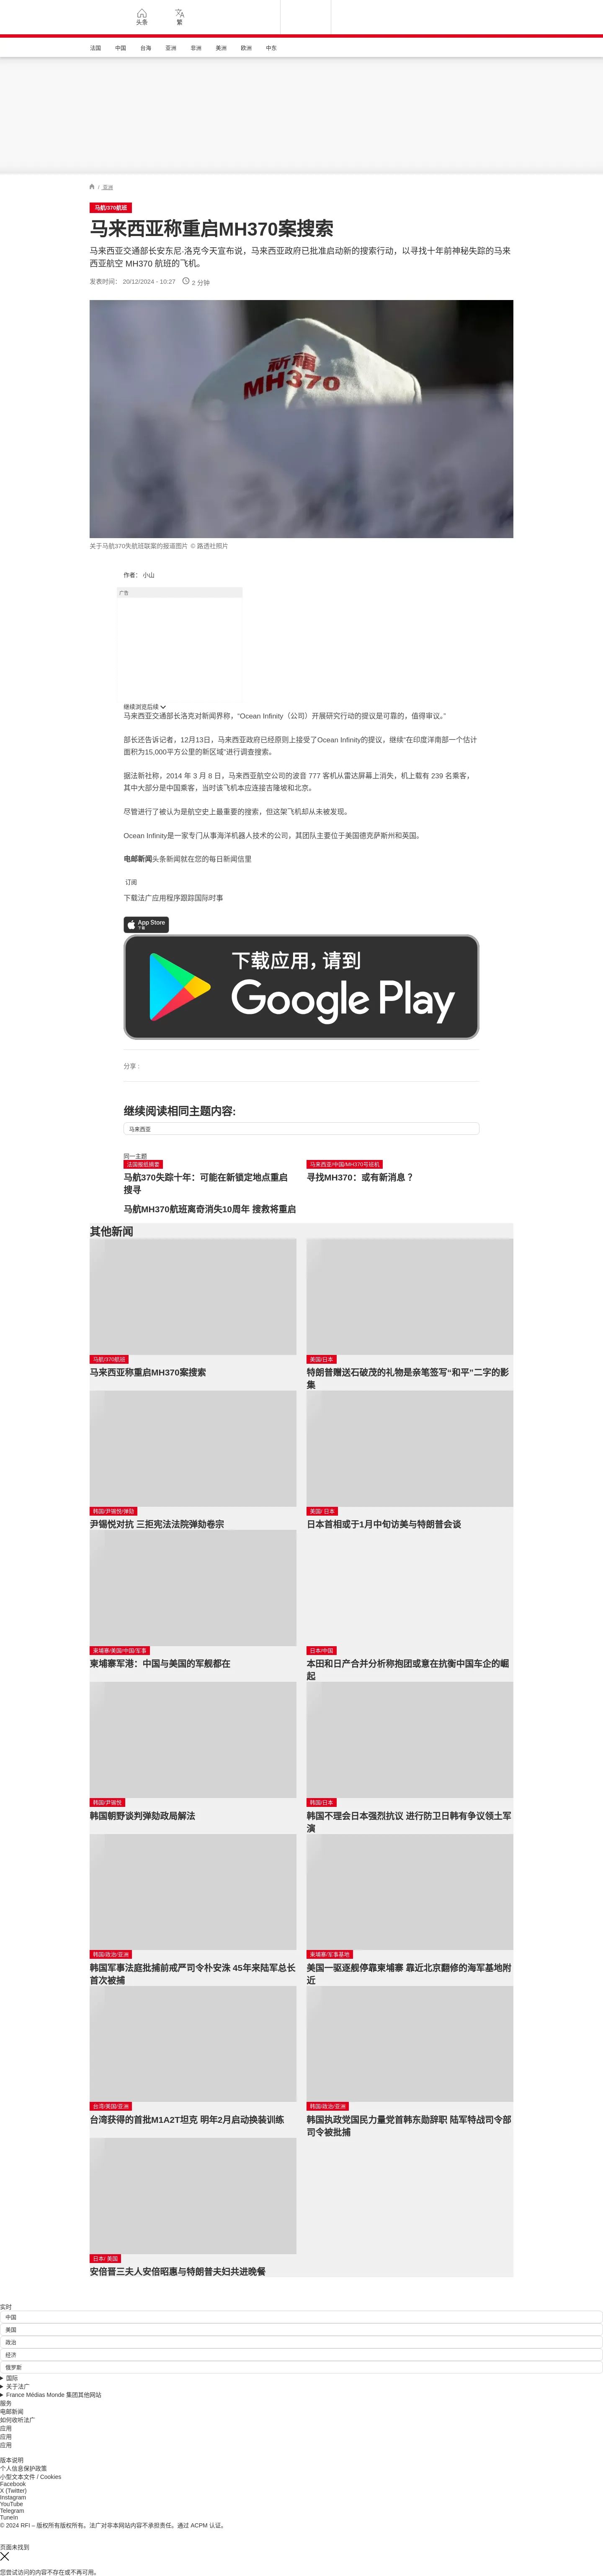 头条
繁
法国
中国
台海
亚洲
非洲
美洲
欧洲
中东
/ 亚洲
马航/370航班
马来西亚称重启MH370案搜索
马来西亚交通部长安东尼·洛克今天宣布说，马来西亚政府已批准启动新的搜索行动，以寻找十年前神秘失踪的马来
西亚航空 MH370 航班的飞机。
发表时间： 20/12/2024 - 10:27
2 分钟
祈福
MH370
关于马航370失航班联案的报道图片 © 路透社照片
作者： 小山
广告
继续浏览后续
马来西亚交通部长洛克对新闻界称，“Ocean Infinity（公司）开展研究行动的提议是可靠的，值得审议。”
部长还告诉记者，12月13日，马来西亚政府已经原则上接受了Ocean Infinity的提议，继续“在印度洋南部一个估计
面积为15,000平方公里的新区域”进行调查搜索。
据法新社称，2014 年 3 月 8 日，马来西亚航空公司的波音 777 客机从雷达屏幕上消失，机上载有 239 名乘客，
其中大部分是中国乘客，当时该飞机本应连接吉隆坡和北京。
尽管进行了被认为是航空史上最重要的搜索，但这架飞机却从未被发现。
Ocean Infinity是一家专门从事海洋机器人技术的公司，其团队主要位于美国德克萨斯州和英国。
电邮新闻头条新闻就在您的每日新闻信里
订阅
下载法广应用程序跟踪国际时事
App Store
下载
下载应用，请到
Google Play
分享 :
继续阅读相同主题内容:
马来西亚
同一主题
法国报纸摘要
马航370失踪十年：可能在新锁定地点重启
搜寻
马来西亚/中国/MH370号班机
寻找MH370：或有新消息 ?
马航MH370航班离奇消失10周年 搜救将重启
其他新闻
马航/370航班
马来西亚称重启MH370案搜索
美国/日本
特朗普赠送石破茂的礼物是亲笔签写“和平”二字的影
集
韩国/尹锡悦/弹劾
尹锡悦对抗 三拒宪法法院弹劾卷宗
美国/ 日本
日本首相或于1月中旬访美与特朗普会谈
柬埔寨/美国/中国/军事
柬埔寨军港：中国与美国的军舰都在
日本/中国
本田和日产合并分析称抱团或意在抗衡中国车企的崛
起
韩国/尹锡悦
韩国朝野谈判弹劾政局解法
韩国/日本
韩国不理会日本强烈抗议 进行防卫日韩有争议领土军
演
韩国/政治/亚洲
韩国军事法庭批捕前戒严司令朴安洙 45年来陆军总长
首次被捕
柬埔寨/军事基地
美国一驱逐舰停靠柬埔寨 靠近北京翻修的海军基地附
近
台湾/美国/亚洲
台湾获得的首批M1A2T坦克 明年2月启动换装训练
韩国/政治/亚洲
韩国执政党国民力量党首韩东勋辞职 陆军特战司令部
司令被批捕
日本/ 美国
安倍晋三夫人安倍昭惠与特朗普夫妇共进晚餐
实时
中国
美国
政治
经济
俄罗斯
国际
关于法广
France Médias Monde 集团其他网站
服务
电邮新闻
如何收听法广
应用
应用
应用
版本说明
个人信息保护政策
小型文本文件 / Cookies
Facebook
X (Twitter)
Instagram
YouTube
Telegram
TuneIn
© 2024 RFI – 版权所有版权所有。法广对非本网站内容不承担责任。通过 ACPM 认证。
页面未找到
您尝试访问的内容不存在或不再可用。